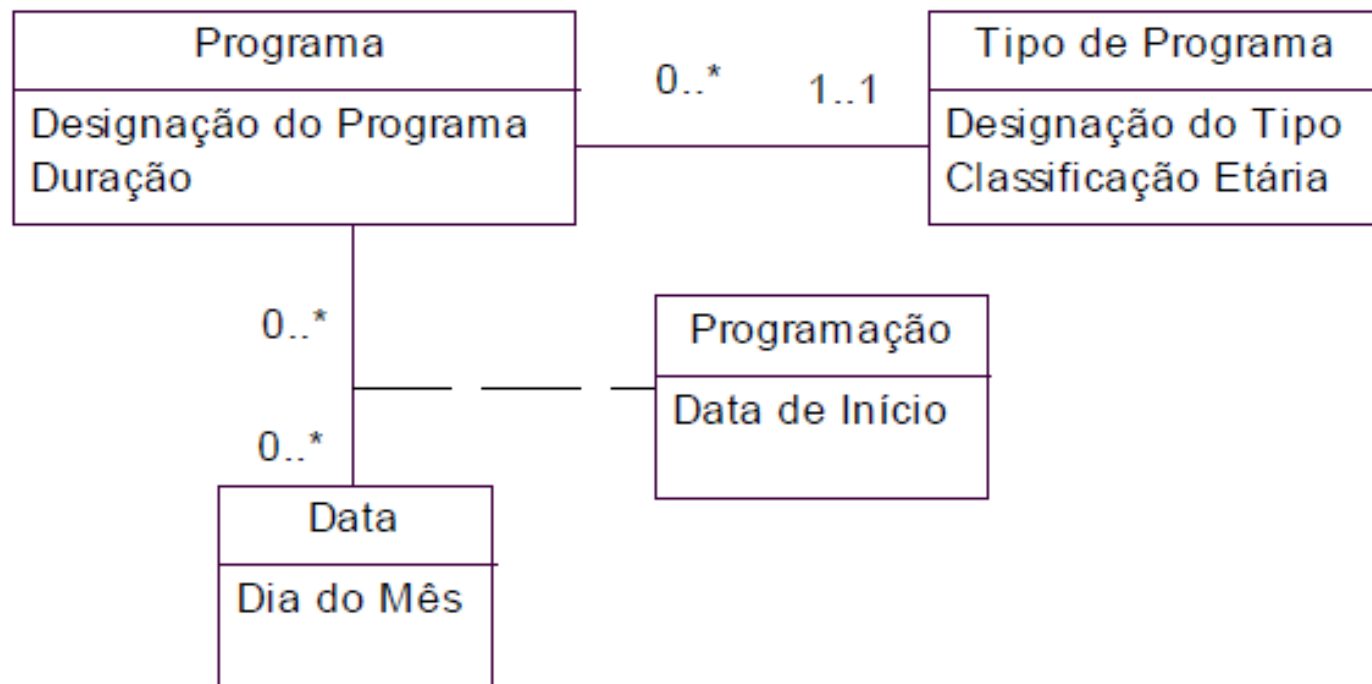 Programa
Designação do Programa
Duração
0..*
1..1
Tipo de Programa
Designação do Tipo
Classificação Etária
0..*
0..*
Programação
Data de Início
Data
Dia do Mês